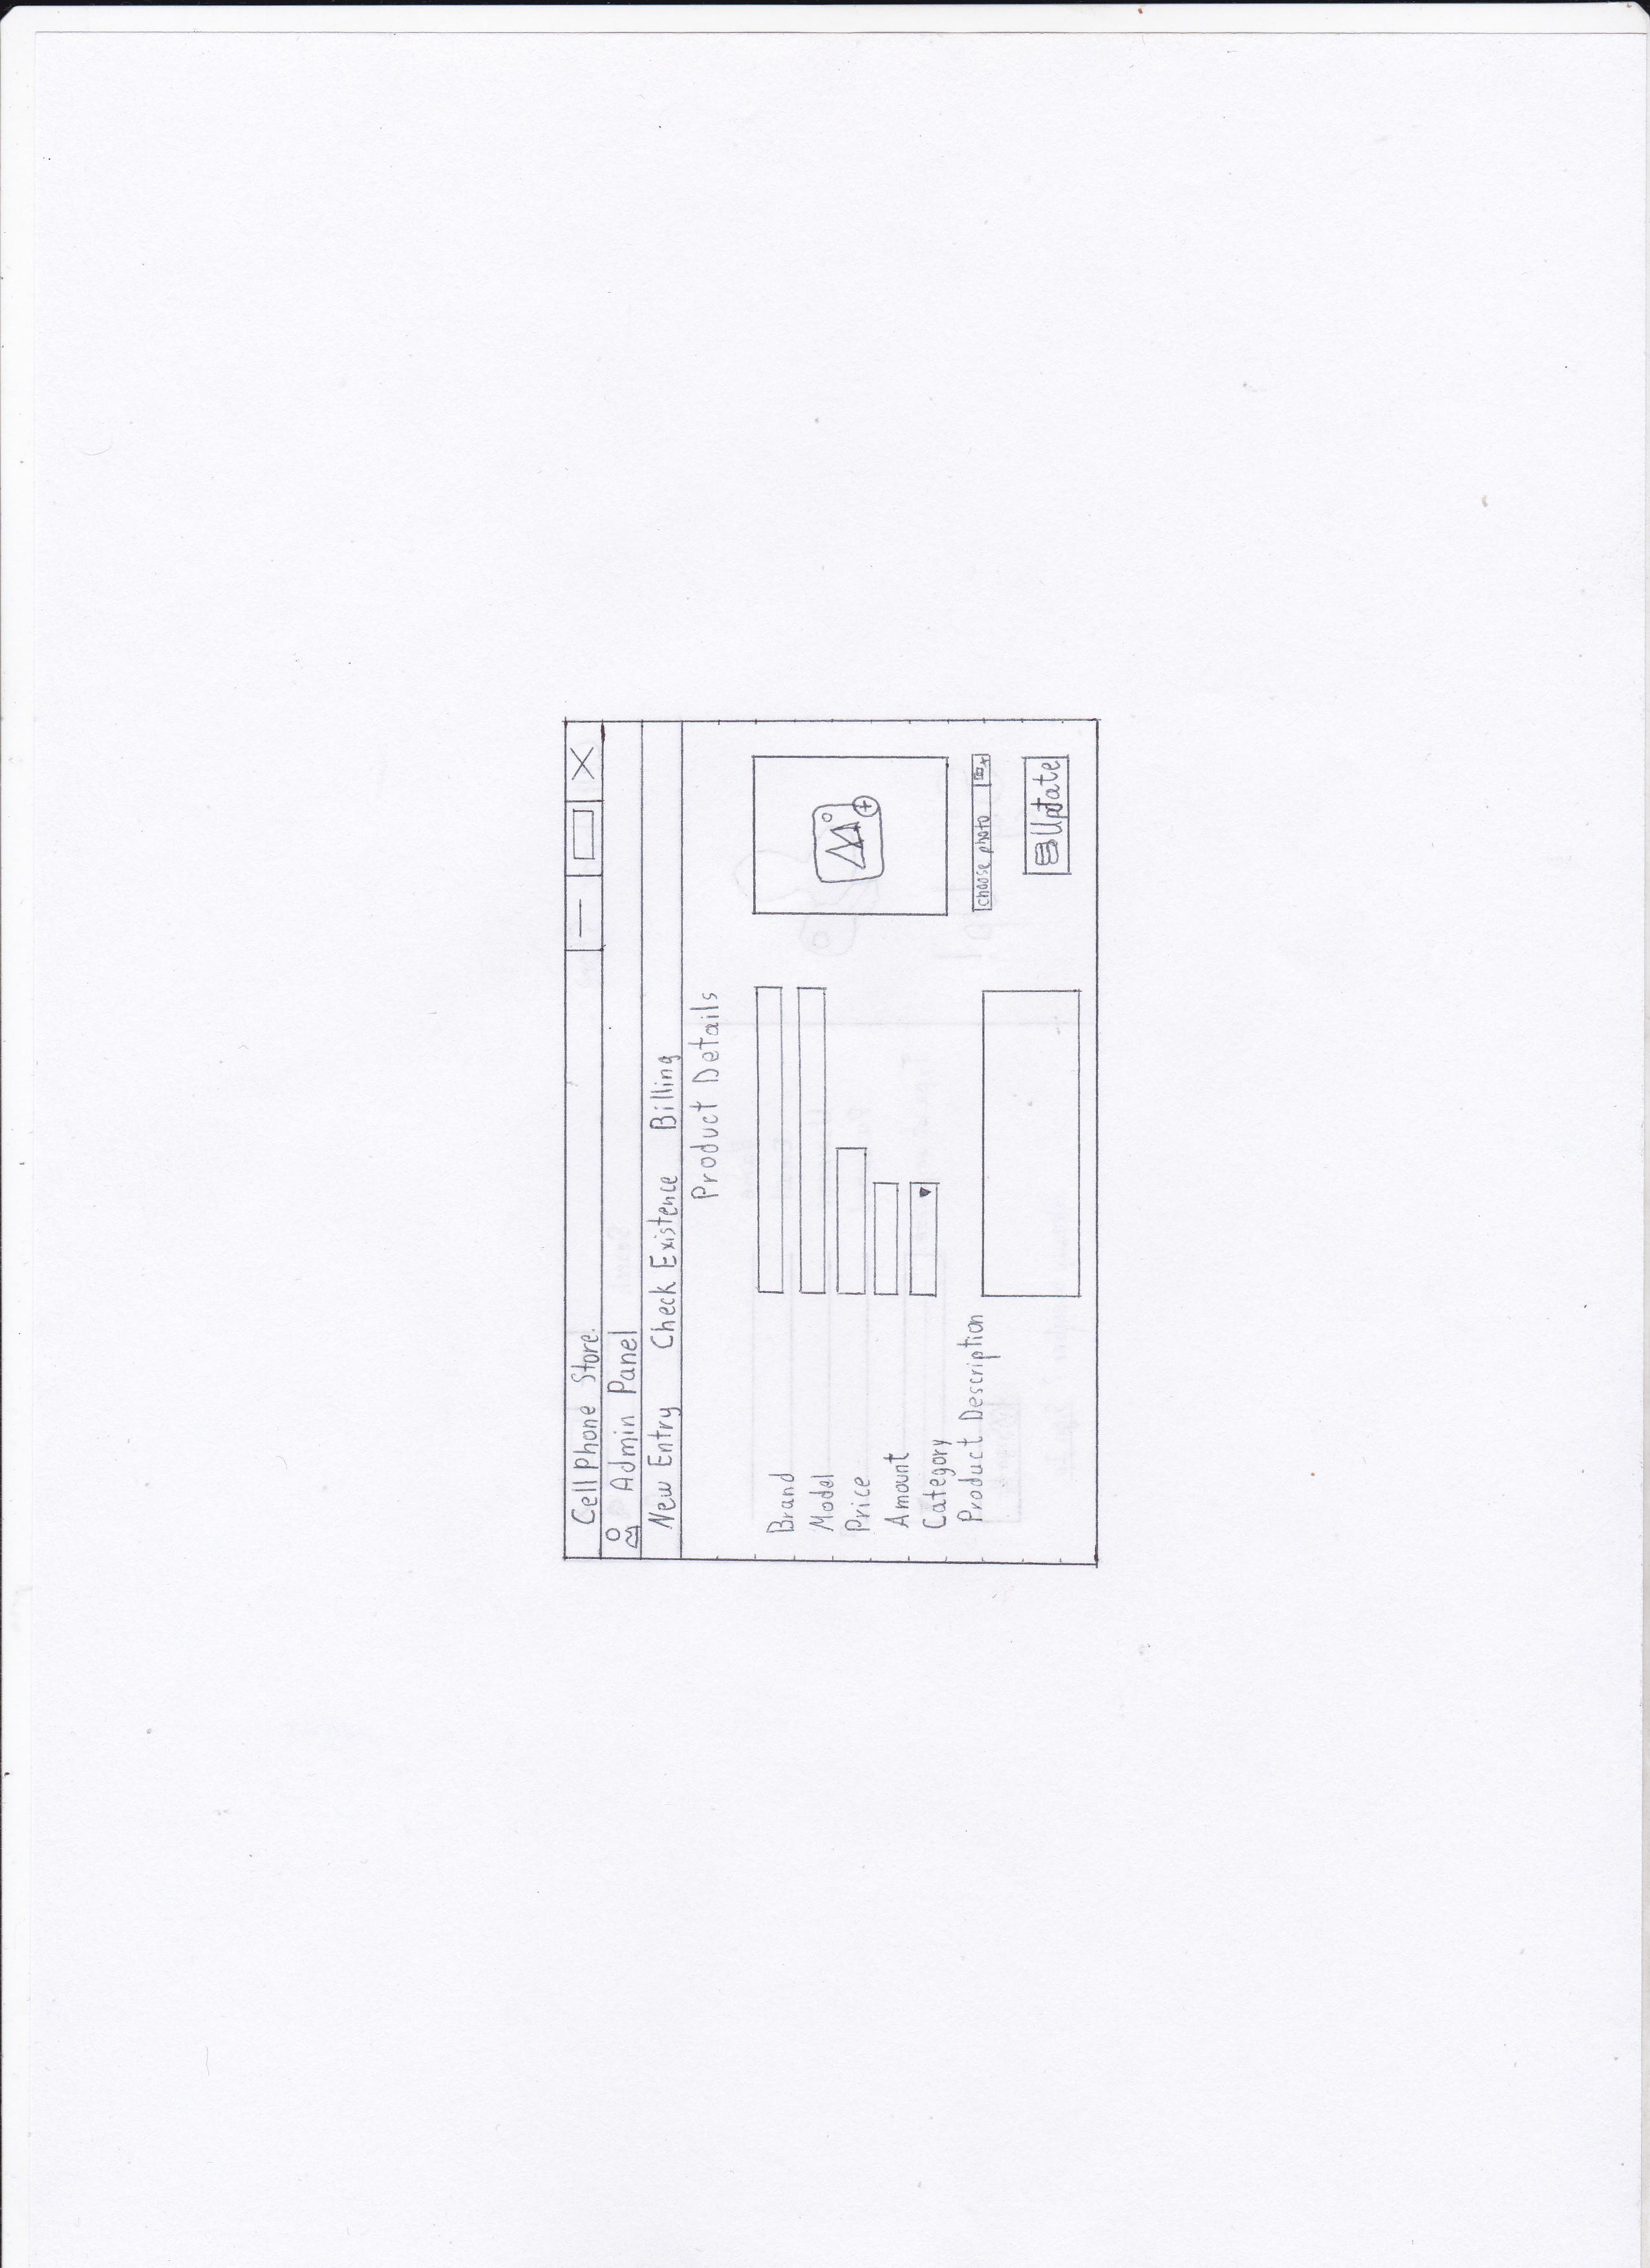 Cell Phone Store.
Admin Panel
New Entry Check Existence Billing
Product Details
Brand
Model
Price
Amount
Category
Product Description
choose photo
Update